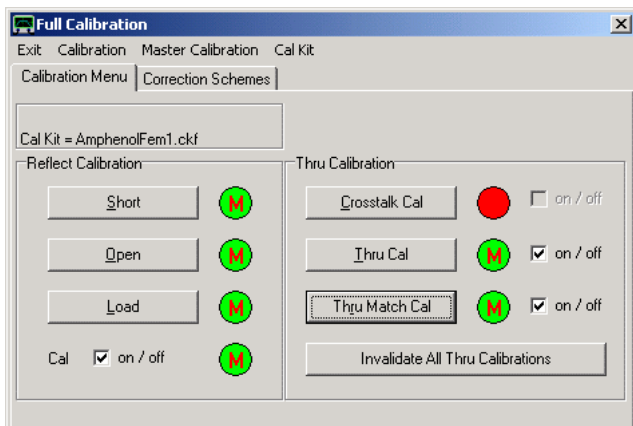 Full Calibration
Exit Calibration Master Calibration Cal Kit
Calibration Menu Correction Schemes
Cal Kit = AmphenolFem1.ckf
Reflect Calibration
Short M
Open M
Load M
Cal on / off M
Thru Calibration
Crosstalk Cal on / off
Thru Cal M on / off
Thru Match Cal M on / off
Invalidate All Thru Calibrations